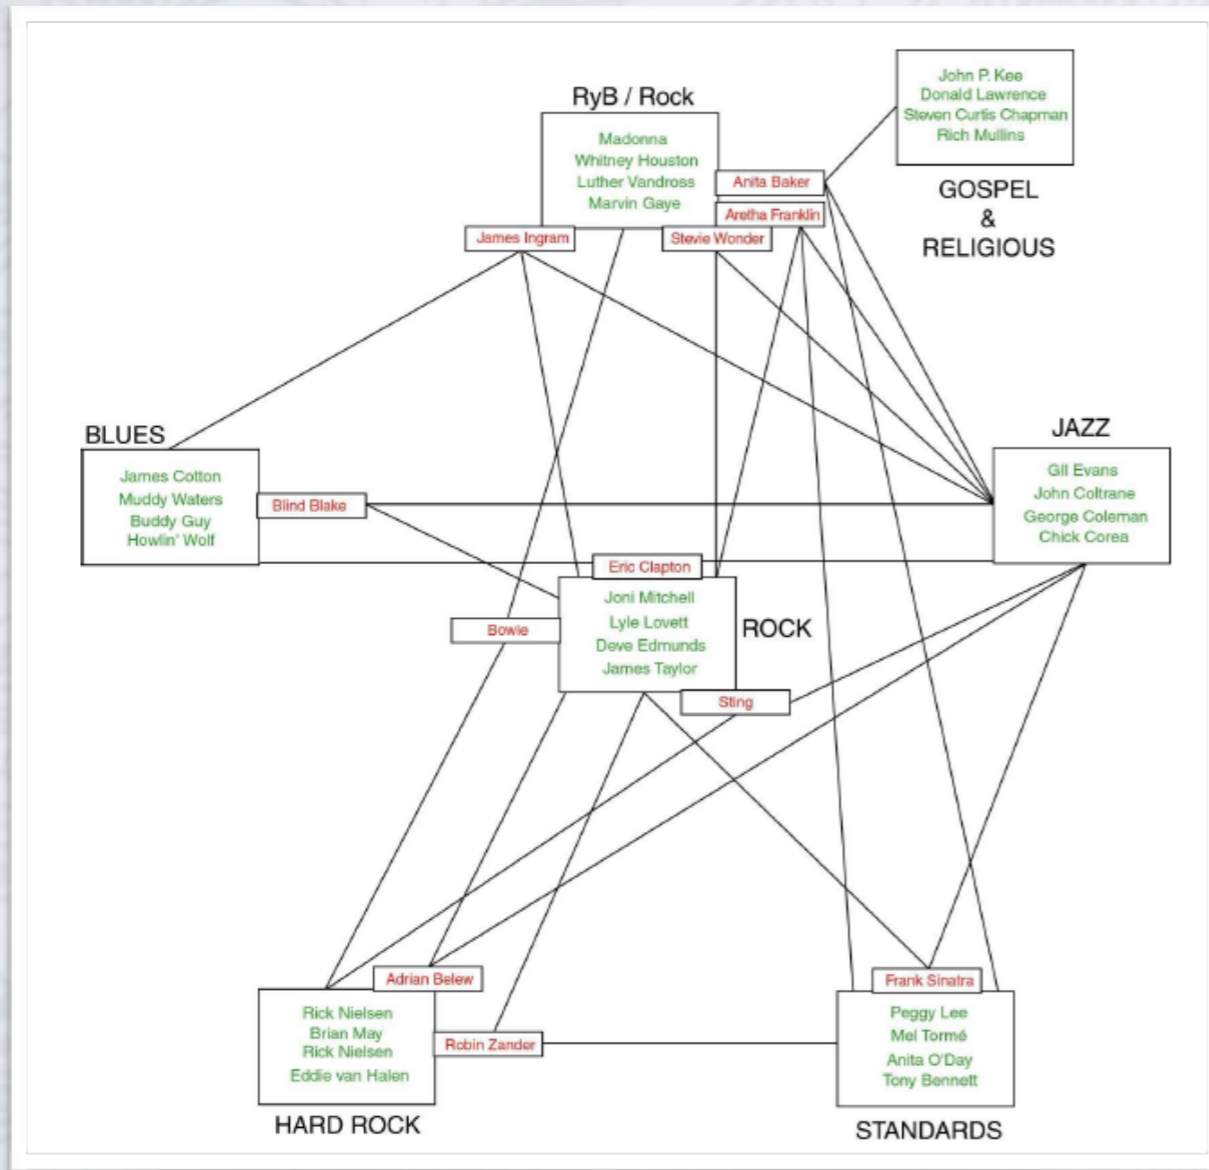 John P. Kee
Donald Lawrence
Steven Curtis Chapman
Rich Mullins
GOSPEL
&
RELIGIOUS
RyB / Rock
Madonna
Whitney Houston
Luther Vandross
Marvin Gaye
Anita Baker
Aretha Franklin
James Ingram
Stevie Wonder
BLUES
James Cotton
Muddy Waters
Buddy Guy
Howlin' Wolf
Blind Blake
JAZZ
GIl Evans
John Coltrane
George Coleman
Chick Corea
Eric Clapton
Joni Mitchell
Lyle Lovett
Deve Edmunds
James Taylor
ROCK
Bowie
Sting
Adrian Belew
Rick Nielsen
Brian May
Rick Nielsen
Eddie van Halen
Robin Zander
HARD ROCK
Frank Sinatra
Peggy Lee
Mel Tormé
Anita O'Day
Tony Bennett
STANDARDS